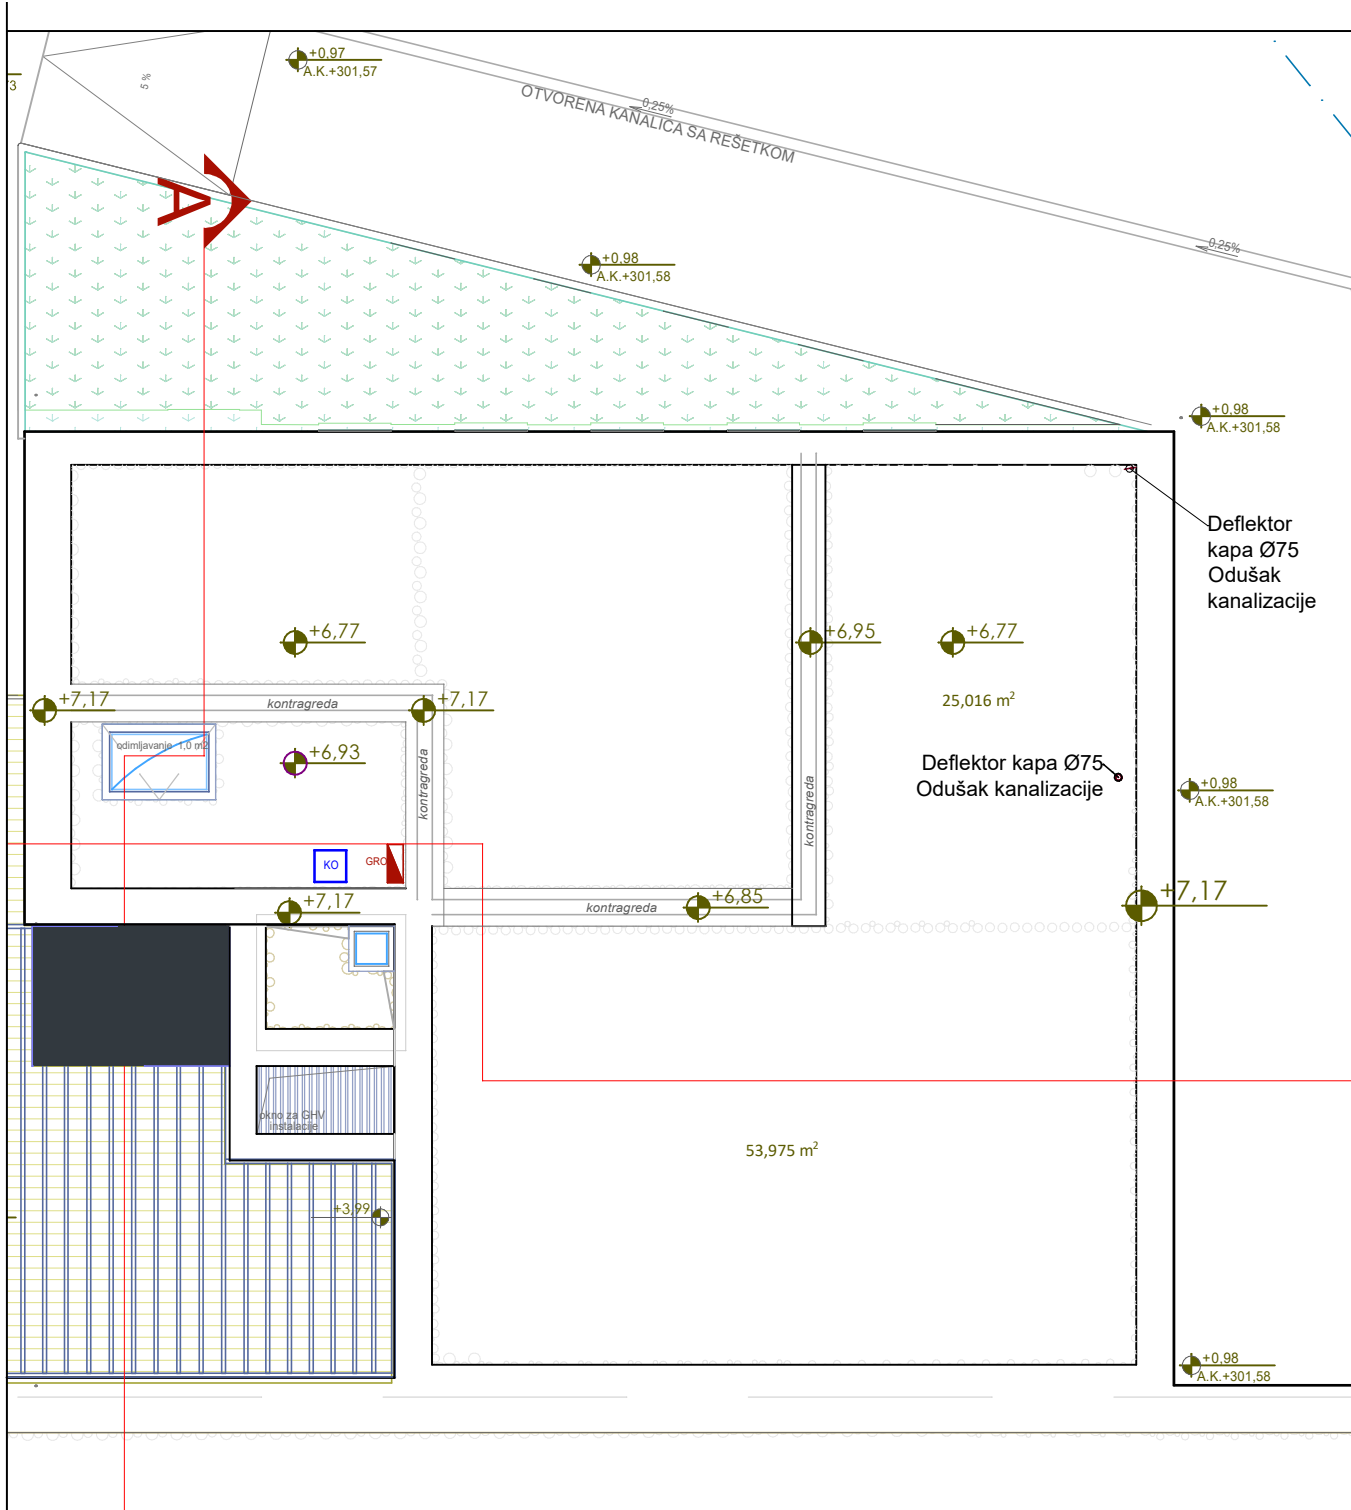 +0,97
A.K.+301,57
3
5 %
0,25%
OTVORENA KANALICA SA REŠETKOM
A
0,25%
+0,98
A.K.+301,58
+0,98
A.K.+301,58
Deflektor
kapa Ø75
Odušak
kanalizacije
+6,77
+6,95
+6,77
+7,17
kontragreda
+7,17
25,016 m²
odimljavanje 1,0 m2
+6,93
kontragreda
kontragreda
Deflektor kapa Ø75
Odušak kanalizacije
+0,98
A.K.+301,58
KO
GRO
+7,17
kontragreda
+6,85
+7,17
okno za GHV
instalacije
53,975 m²
+3,99
+0,98
A.K.+301,58